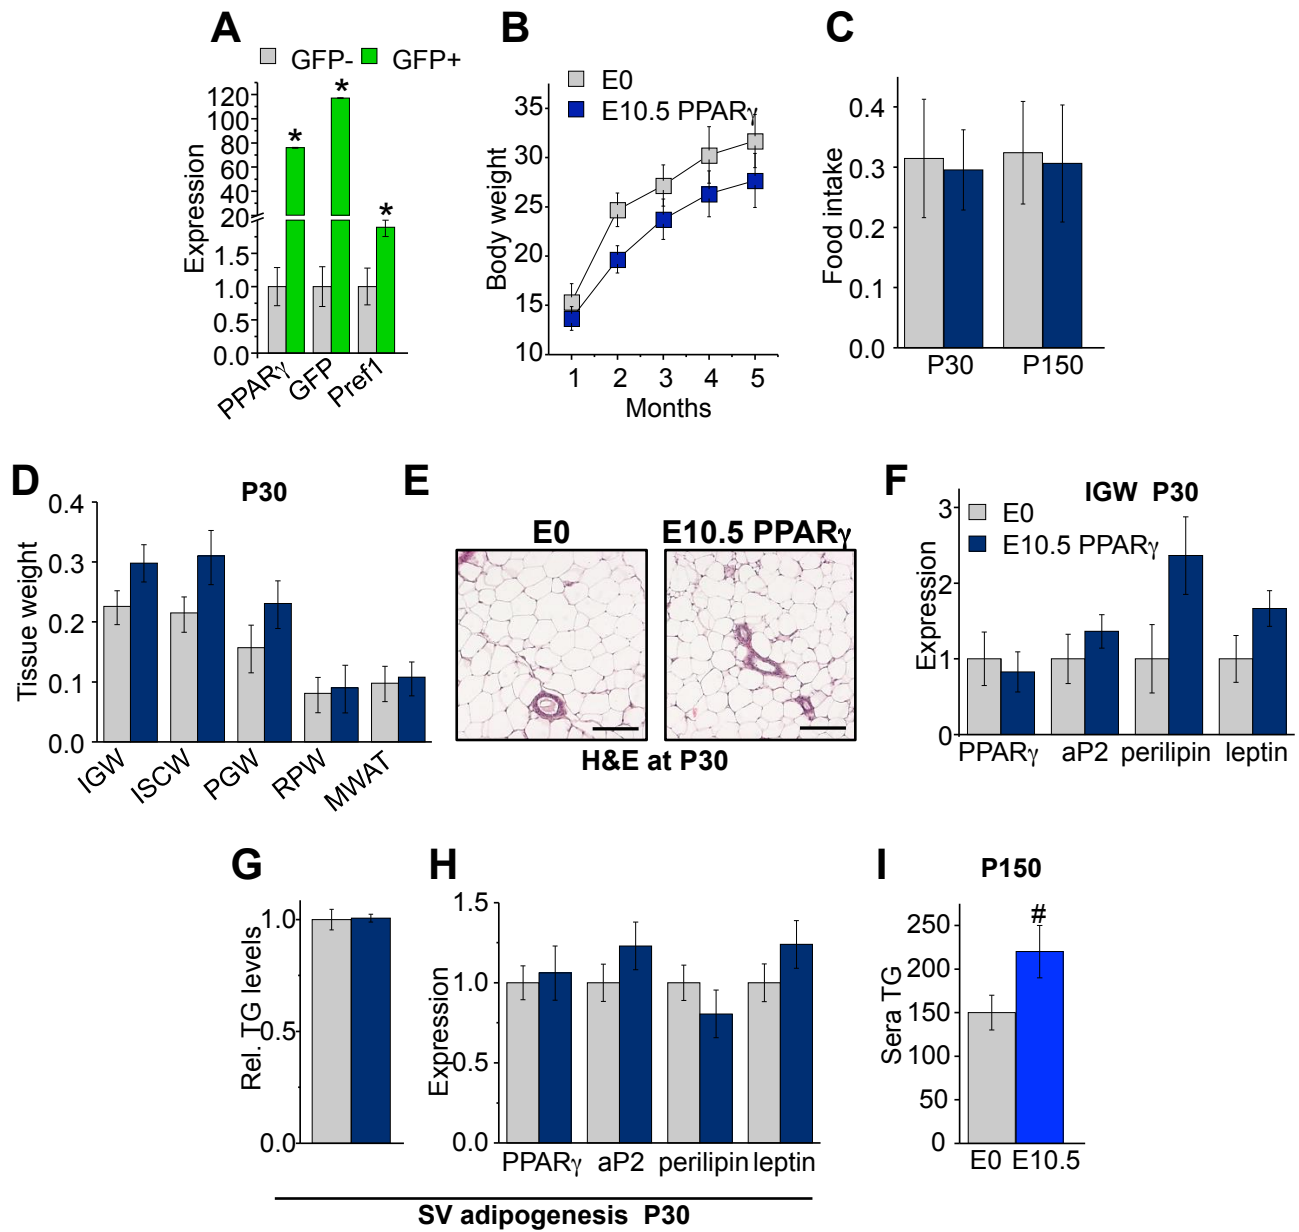 A
GFP- GFP+
Expression
120
100
80
60
40
20
1.5
1.0
0.5
0.0
* * *
PPARγ GFP Pref1
B
E0
E10.5 PPARγ
Body weight
35
30
25
20
15
10
1 2 3 4 5
Months
C
Food intake
0.4
0.3
0.2
0.1
0.0
P30 P150
D
P30
Tissue weight
0.4
0.3
0.2
0.1
0.0
IGW ISCW PGW RPW MWAT
E
E0 E10.5 PPARγ
H&E at P30
F
IGW P30
E0
E10.5 PPARγ
Expression
3
2
1
0
PPARγ aP2 perilipin leptin
G
Rel. TG levels
1.0
0.5
0.0
H
Expression
1.5
1.0
0.5
0.0
PPARγ aP2 perilipin leptin
SV adipogenesis P30
I
P150
Sera TG
250
200
150
100
50
0
#
E0 E10.5